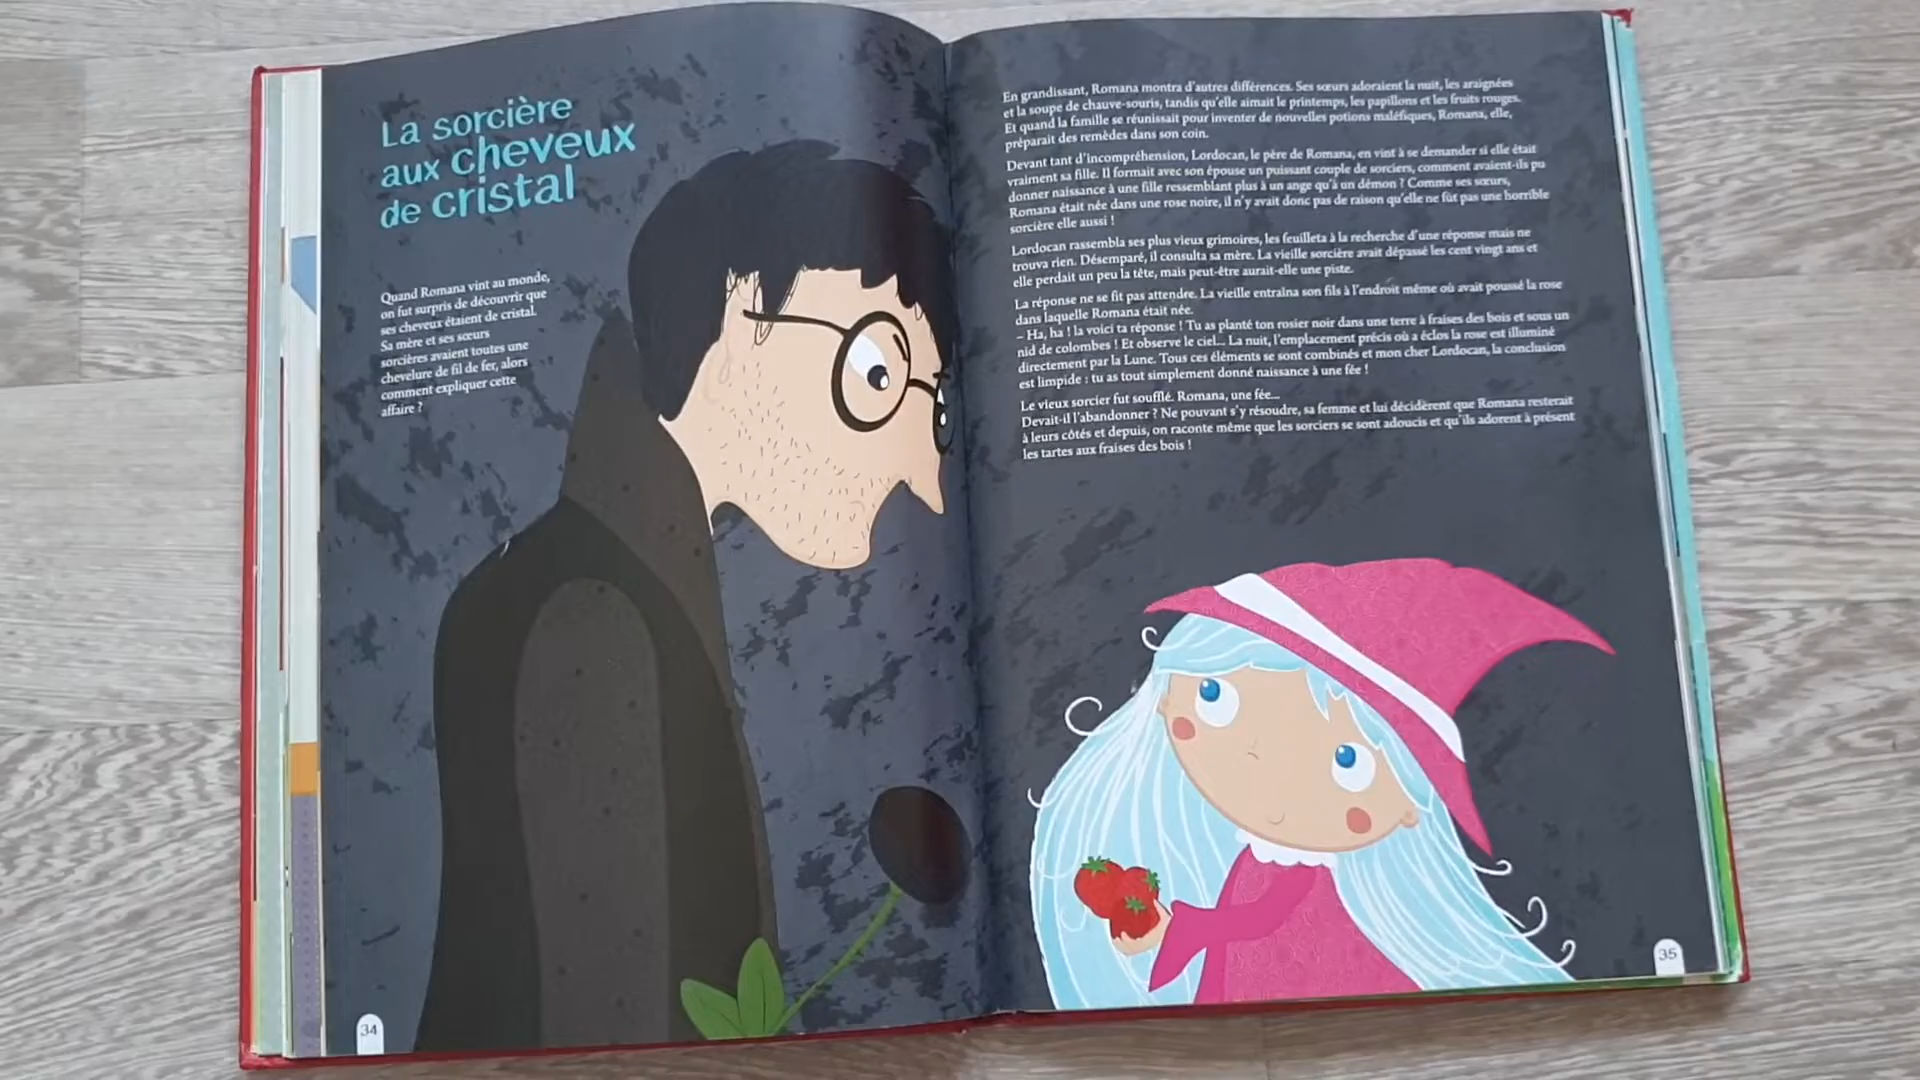 La sorcière
aux cheveux
de cristal
Quand Romana vint au monde,
on fut surpris de découvrir que
ses cheveux étaient de cristal.
Sa mère et ses sœurs
sorcières avaient toutes une
chevelure de fil de fer, alors
comment expliquer cette
affaire ?
34
En grandissant, Romana montra d'autres différences. Ses sœurs adoraient la nuit, les araignées
et la soupe de chauve-souris, tandis qu'elle aimait le printemps, les papillons et les fruits rouges.
Et quand la famille se réunissait pour inventer de nouvelles potions maléfiques, Romana, elle,
préparait des remèdes dans son coin.
Devant tant d'incompréhension, Lordocan, le père de Romana, en vint à se demander si elle était
vraiment sa fille. Il formait avec son épouse un puissant couple de sorciers, comment avaient-ils pu
donner naissance à une fille ressemblant plus à un ange qu'à un démon ? Comme ses sœurs,
Romana était née dans une rose noire, il n'y avait donc pas de raison qu'elle ne fût pas une horrible
sorcière elle aussi !
Lordocan rassembla ses plus vieux grimoires, les feuilleta à la recherche d'une réponse mais ne
trouva rien. Désemparé, il consulta sa mère. La vieille sorcière avait dépassé les cent vingt ans et
elle perdait un peu la tête, mais peut-être aurait-elle une piste.
La réponse ne se fit pas attendre. La vieille entraîna son fils à l'endroit même où avait poussé la rose
dans laquelle Romana était née.
– Ha, ha ! la voici ta réponse ! Tu as planté ton rosier noir dans une terre à fraises des bois et sous un
nid de colombes ! Et observe le ciel... La nuit, l'emplacement précis où a éclos la rose est illuminé
directement par la Lune. Tous ces éléments se sont combinés et mon cher Lordocan, la conclusion
est limpide : tu as tout simplement donné naissance à une fée !
Le vieux sorcier fut soufflé. Romana, une fée...
Devait-il l'abandonner ? Ne pouvant s'y résoudre, sa femme et lui décidèrent que Romana resterait
à leurs côtés et depuis, on raconte même que les sorciers se sont adoucis et qu'ils adorent à présent
les tartes aux fraises des bois !
35